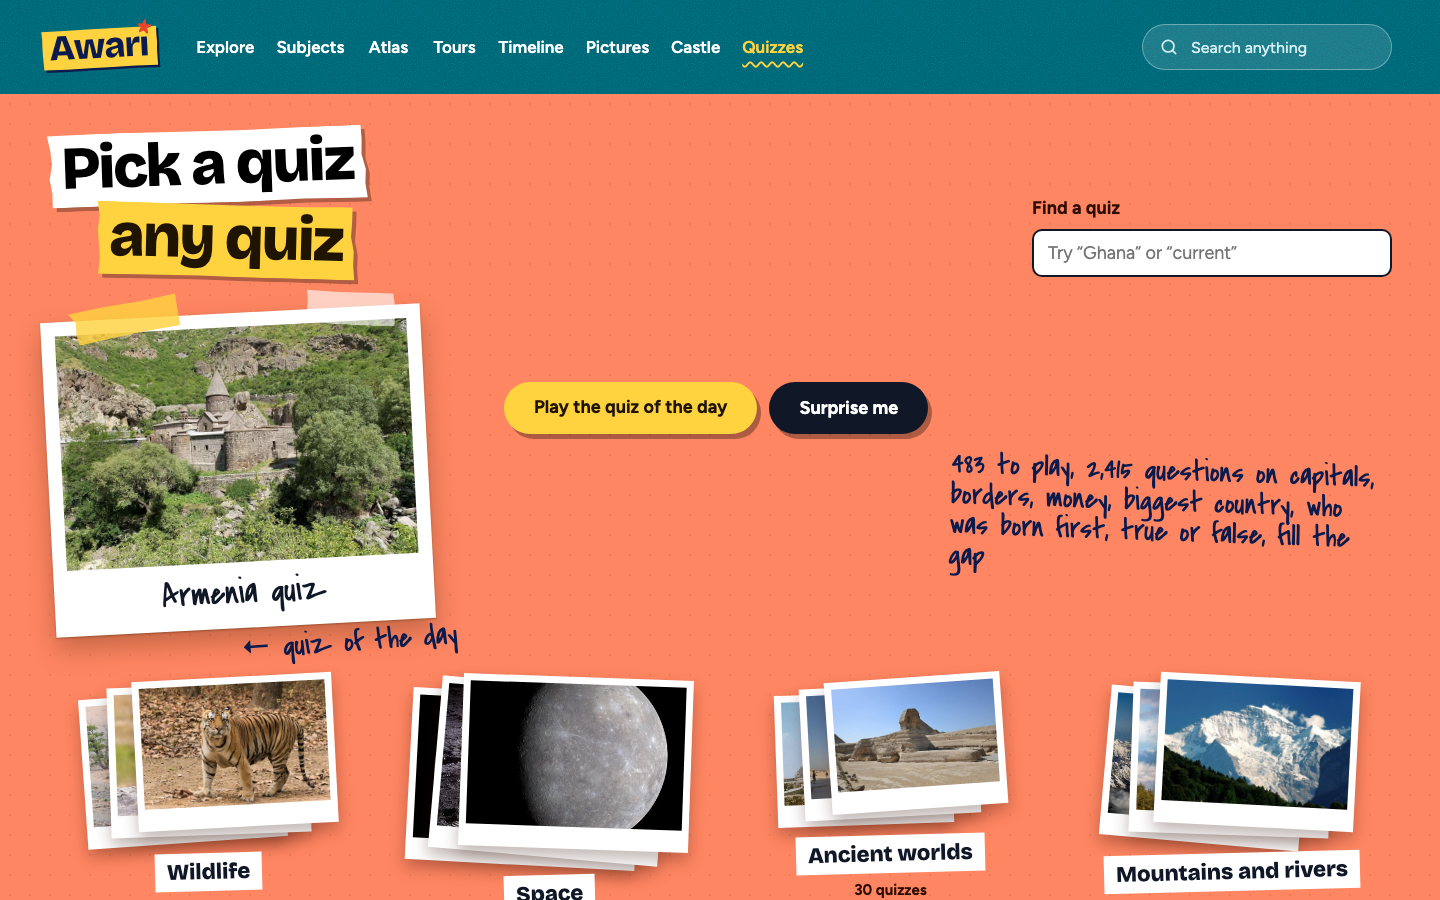 Awari
Explore
Subjects
Atlas
Tours
Timeline
Pictures
Castle
Quizzes
Search anything
Pick a quiz
any quiz
Find a quiz
Try “Ghana” or “current”
Play the quiz of the day
Surprise me
483 to play, 2,415 questions on capitals,
borders, money, biggest country, who
was born first, true or false, fill the
gap
Armenia quiz
← quiz of the day
Wildlife
Space
Ancient worlds
30 quizzes
Mountains and rivers